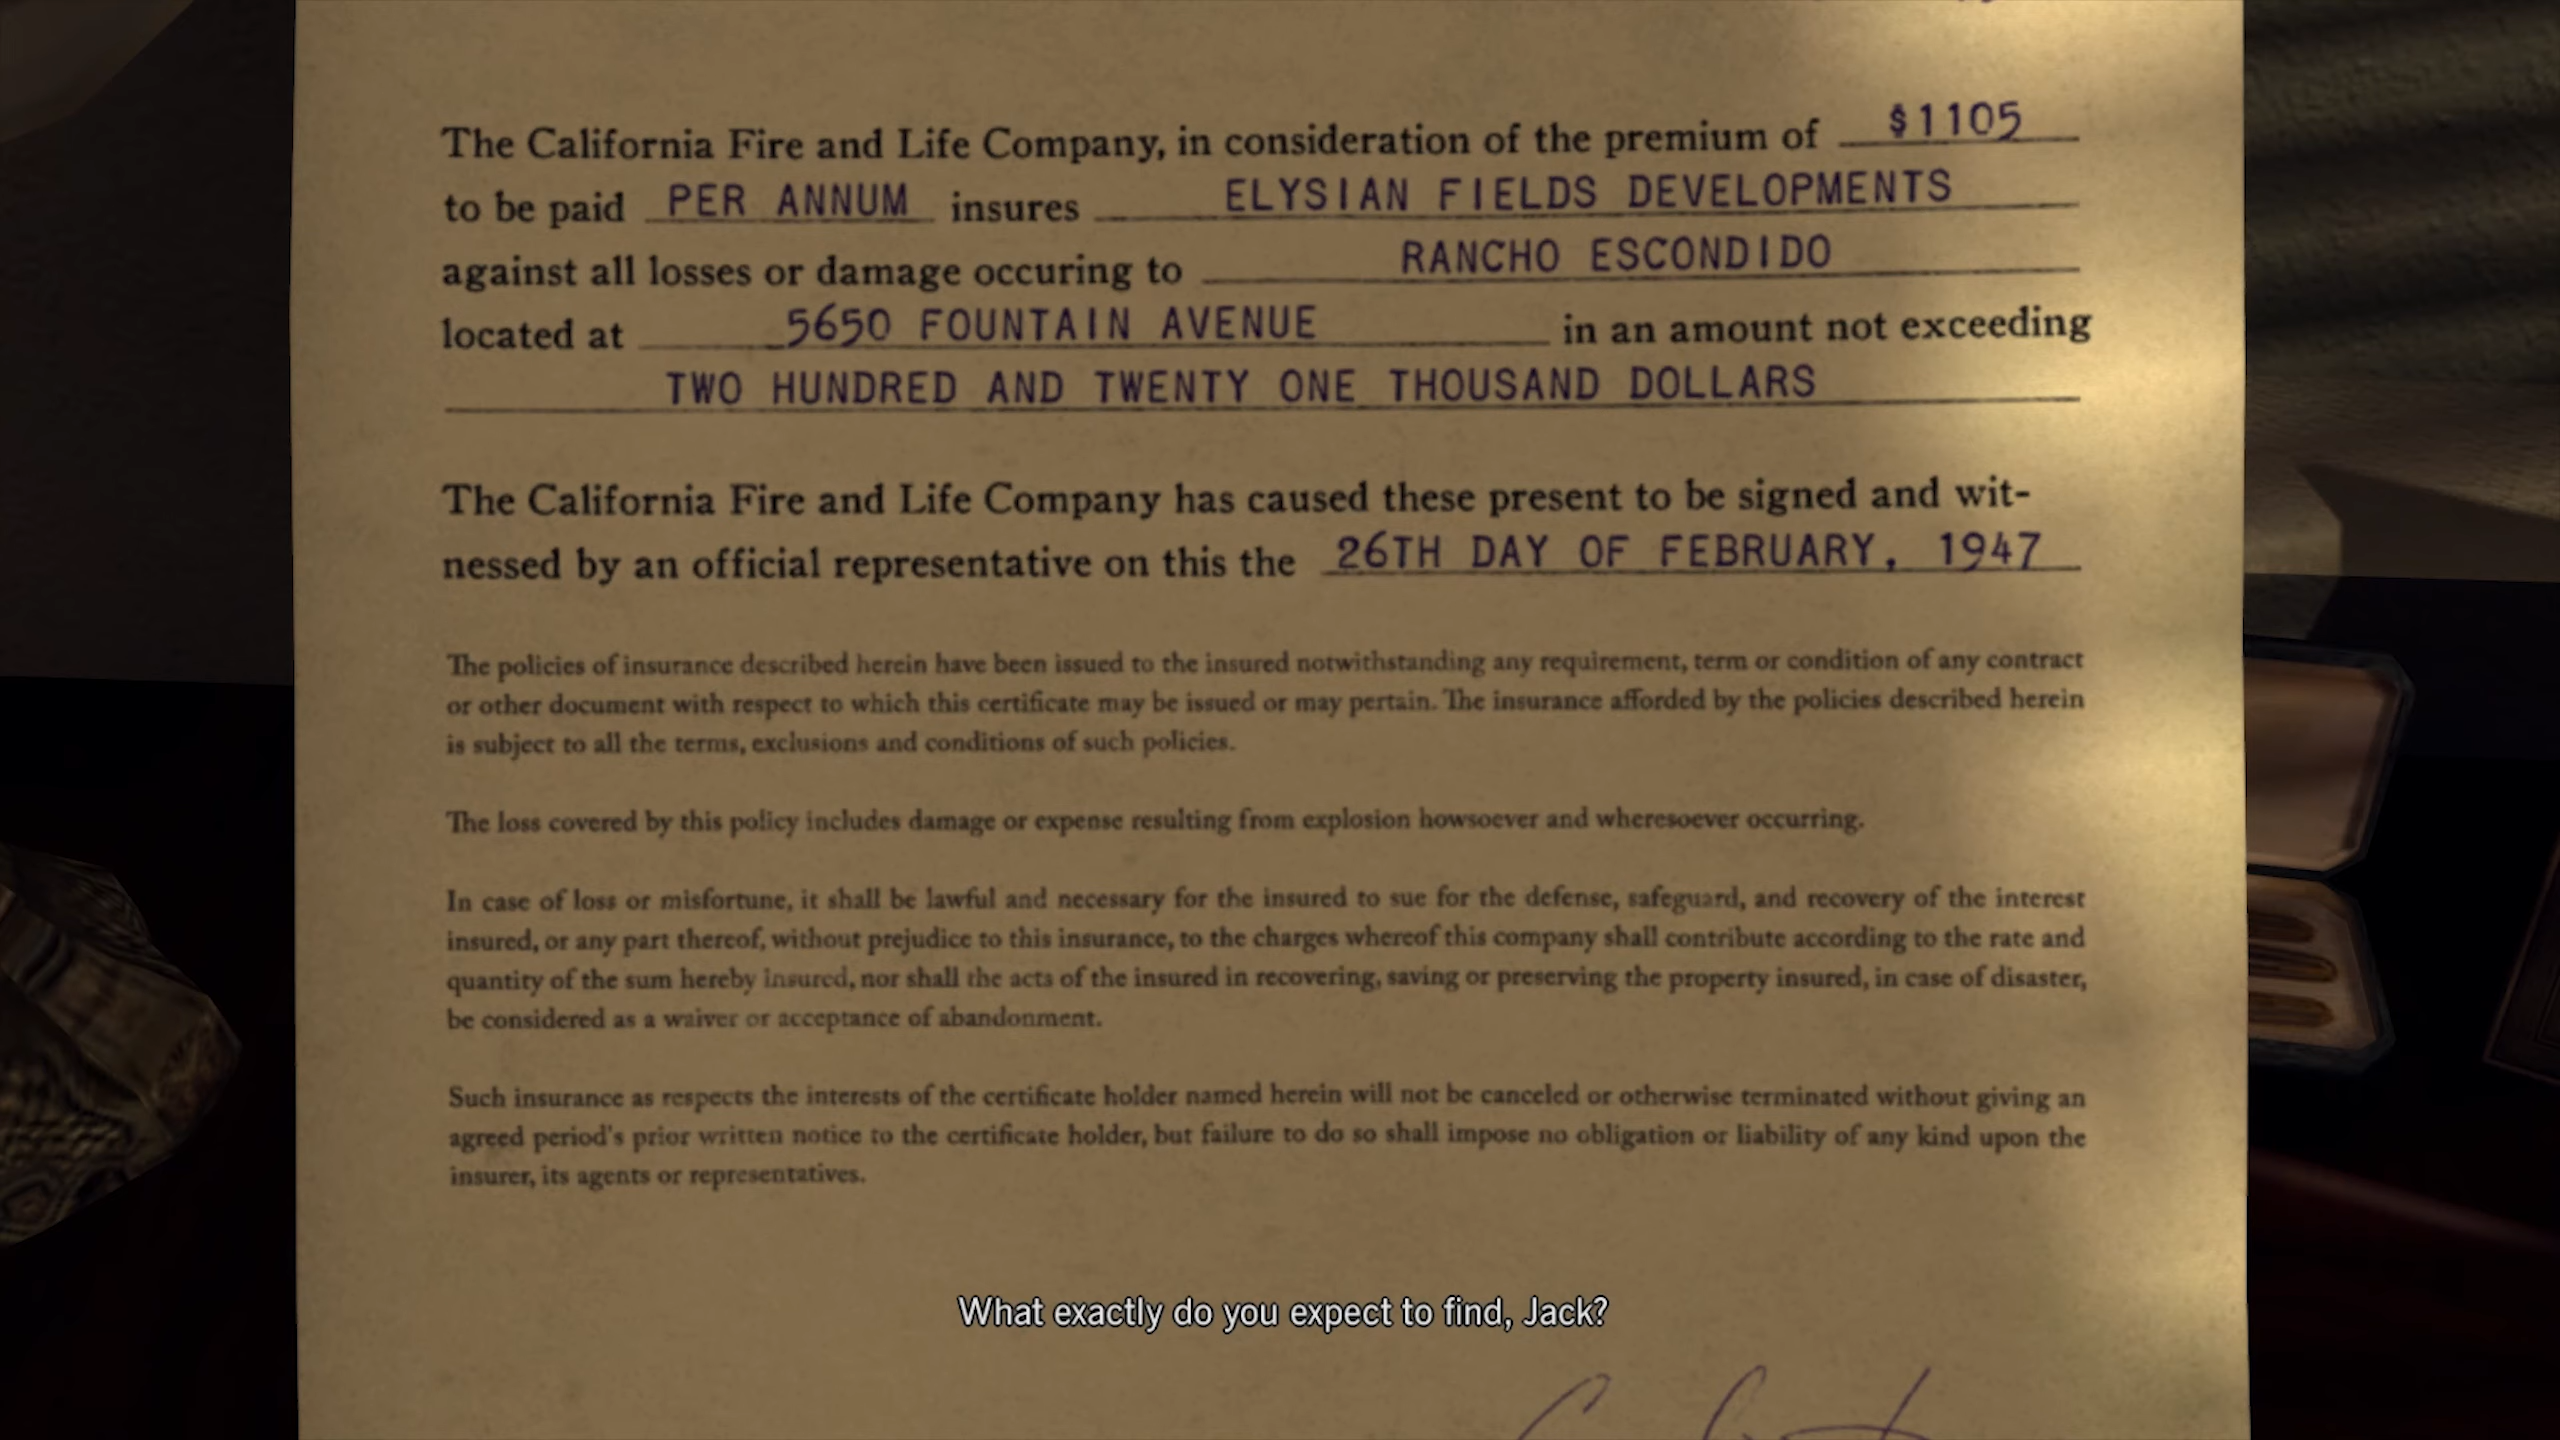 The California Fire and Life Company, in consideration of the premium of $1105
to be paid PER ANNUM insures ELYSIAN FIELDS DEVELOPMENTS
against all losses or damage occuring to RANCHO ESCONDIDO
located at 5650 FOUNTAIN AVENUE in an amount not exceeding
TWO HUNDRED AND TWENTY ONE THOUSAND DOLLARS
The California Fire and Life Company has caused these present to be signed and wit-
nessed by an official representative on this the 26TH DAY OF FEBRUARY, 1947
The policies of insurance described herein have been issued to the insured notwithstanding any requirement, term or condition of any contract
or other document with respect to which this certificate may be issued or may pertain. The insurance afforded by the policies described herein
is subject to all the terms, exclusions and conditions of such policies.
The loss covered by this policy includes damage or expense resulting from explosion howsoever and wheresoever occurring.
In case of loss or misfortune, it shall be lawful and necessary for the insured to sue for the defense, safeguard, and recovery of the interest
insured, or any part thereof, without prejudice to this insurance, to the charges whereof this company shall contribute according to the rate and
quantity of the sum hereby insured, nor shall the acts of the insured in recovering, saving or preserving the property insured, in case of disaster,
be considered as a waiver or acceptance of abandonment.
Such insurance as respects the interests of the certificate holder named herein will not be canceled or otherwise terminated without giving an
agreed period's prior written notice to the certificate holder, but failure to do so shall impose no obligation or liability of any kind upon the
insurer, its agents or representatives.
What exactly do you expect to find, Jack?